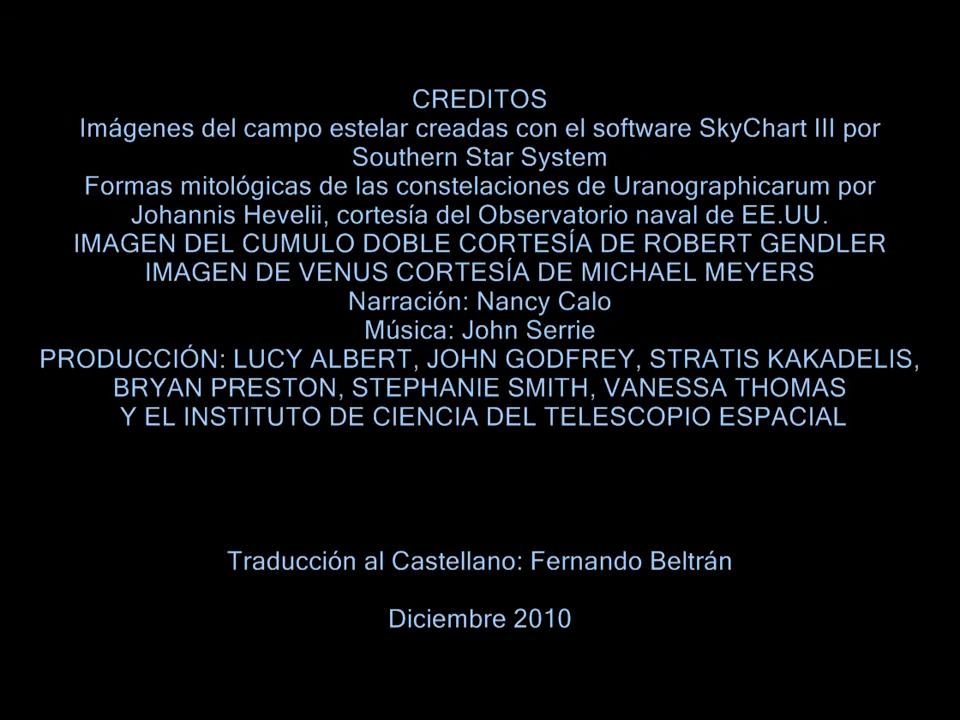 CREDITOS
Imágenes del campo estelar creadas con el software SkyChart III por
Southern Star System
Formas mitológicas de las constelaciones de Uranographicarum por
Johannis Hevelii, cortesía del Observatorio naval de EE.UU.
IMAGEN DEL CUMULO DOBLE CORTESÍA DE ROBERT GENDLER
IMAGEN DE VENUS CORTESÍA DE MICHAEL MEYERS
Narración: Nancy Calo
Música: John Serrie
PRODUCCIÓN: LUCY ALBERT, JOHN GODFREY, STRATIS KAKADELIS,
BRYAN PRESTON, STEPHANIE SMITH, VANESSA THOMAS
Y EL INSTITUTO DE CIENCIA DEL TELESCOPIO ESPACIAL
Traducción al Castellano: Fernando Beltrán
Diciembre 2010